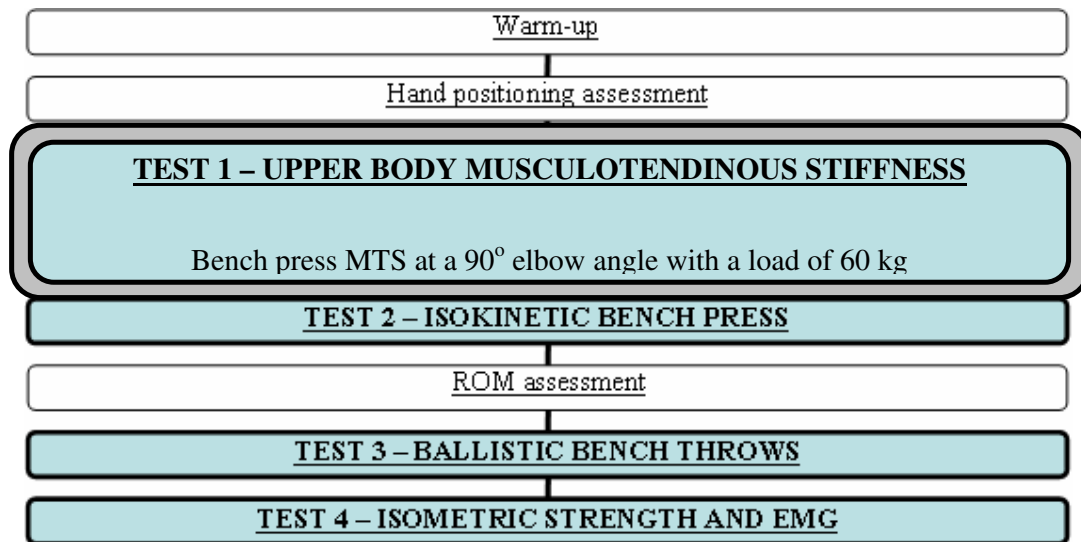 Warm-up
Hand positioning assessment
TEST 1 – UPPER BODY MUSCULOTENDINOUS STIFFNESS
Bench press MTS at a 90° elbow angle with a load of 60 kg
TEST 2 – ISOKINETIC BENCH PRESS
ROM assessment
TEST 3 – BALLISTIC BENCH THROWS
TEST 4 – ISOMETRIC STRENGTH AND EMG